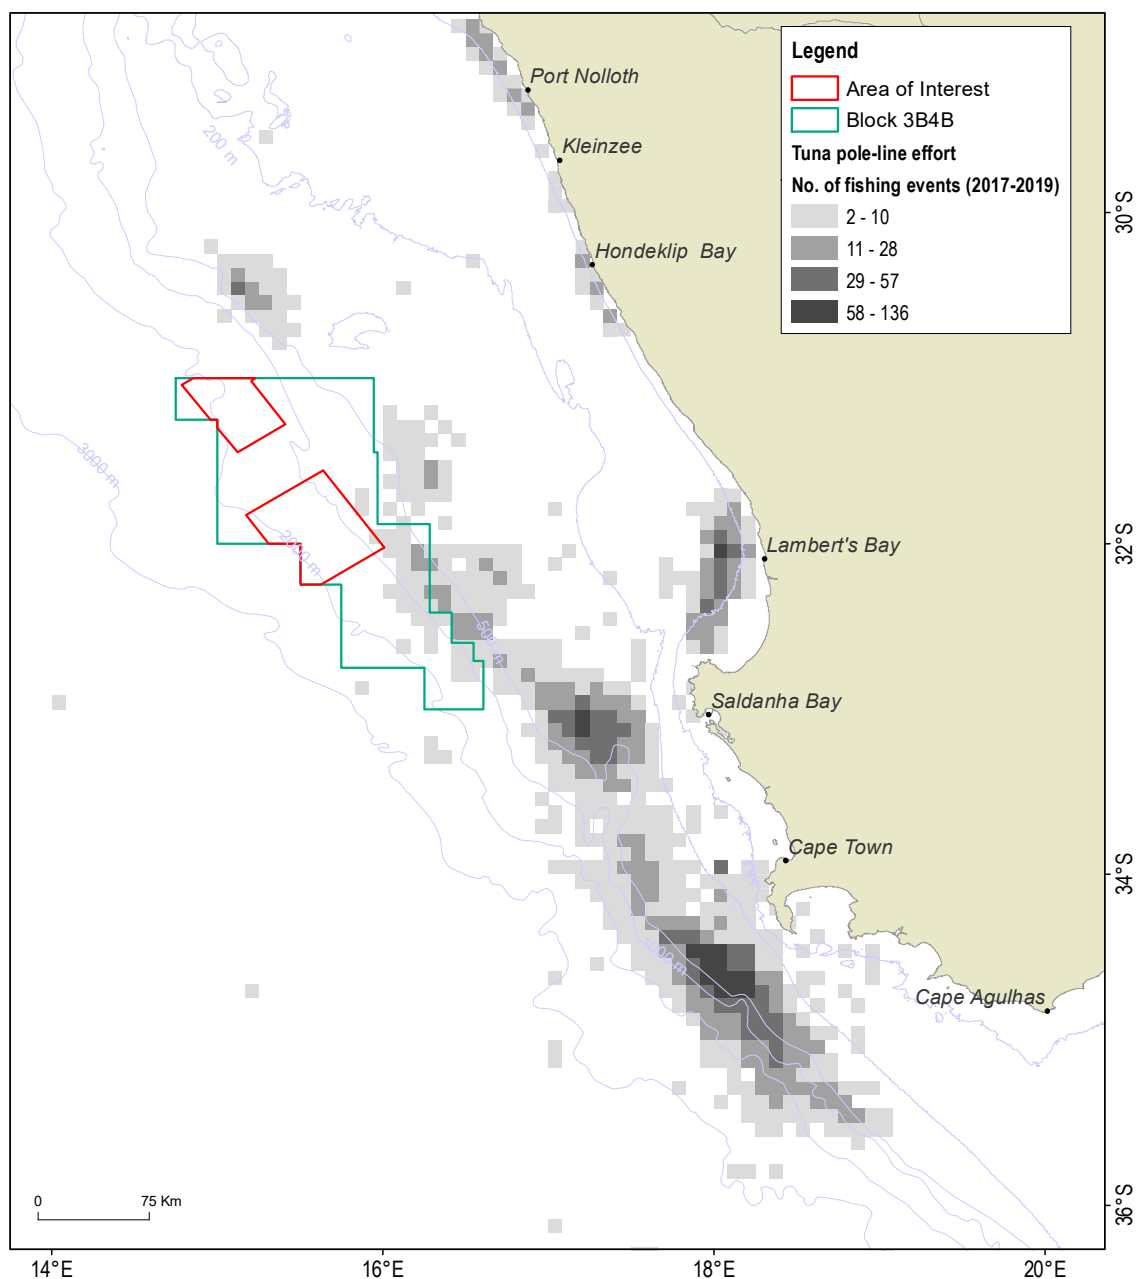 Legend
Area of Interest
Block 3B4B
Tuna pole-line effort
No. of fishing events (2017-2019)
2 - 10
11 - 28
29 - 57
58 - 136
Port Nolloth
Kleinzee
Hondeklip Bay
Lambert's Bay
Saldanha Bay
Cape Town
Cape Agulhas
200 m
3000 m
2000 m
500 m
1000 m
30°S
32°S
34°S
36°S
0 75 Km
14°E 16°E 18°E 20°E